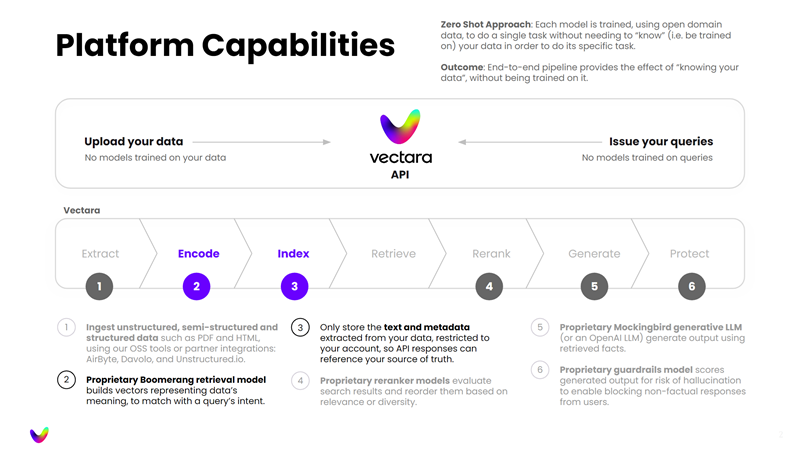 Platform Capabilities
Zero Shot Approach: Each model is trained, using open domain
data, to do a single task without needing to “know” (i.e. be trained
on) your data in order to do its specific task.
Outcome: End-to-end pipeline provides the effect of “knowing your
data”, without being trained on it.
Upload your data
No models trained on your data
vectara
API
Issue your queries
No models trained on queries
Vectara
Extract
Encode
Index
Retrieve
Rerank
Generate
Protect
1
2
3
4
5
6
1
Ingest unstructured, semi-structured and
structured data such as PDF and HTML,
using our OSS tools or partner integrations:
AirByte, Davolo, and Unstructured.io.
2
Proprietary Boomerang retrieval model
builds vectors representing data’s
meaning, to match with a query’s intent.
3
Only store the text and metadata
extracted from your data, restricted to
your account, so API responses can
reference your source of truth.
4
Proprietary reranker models evaluate
search results and reorder them based on
relevance or diversity.
5
Proprietary Mockingbird generative LLM
(or an OpenAI LLM) generate output using
retrieved facts.
6
Proprietary guardrails model scores
generated output for risk of hallucination
to enable blocking non-factual responses
from users.